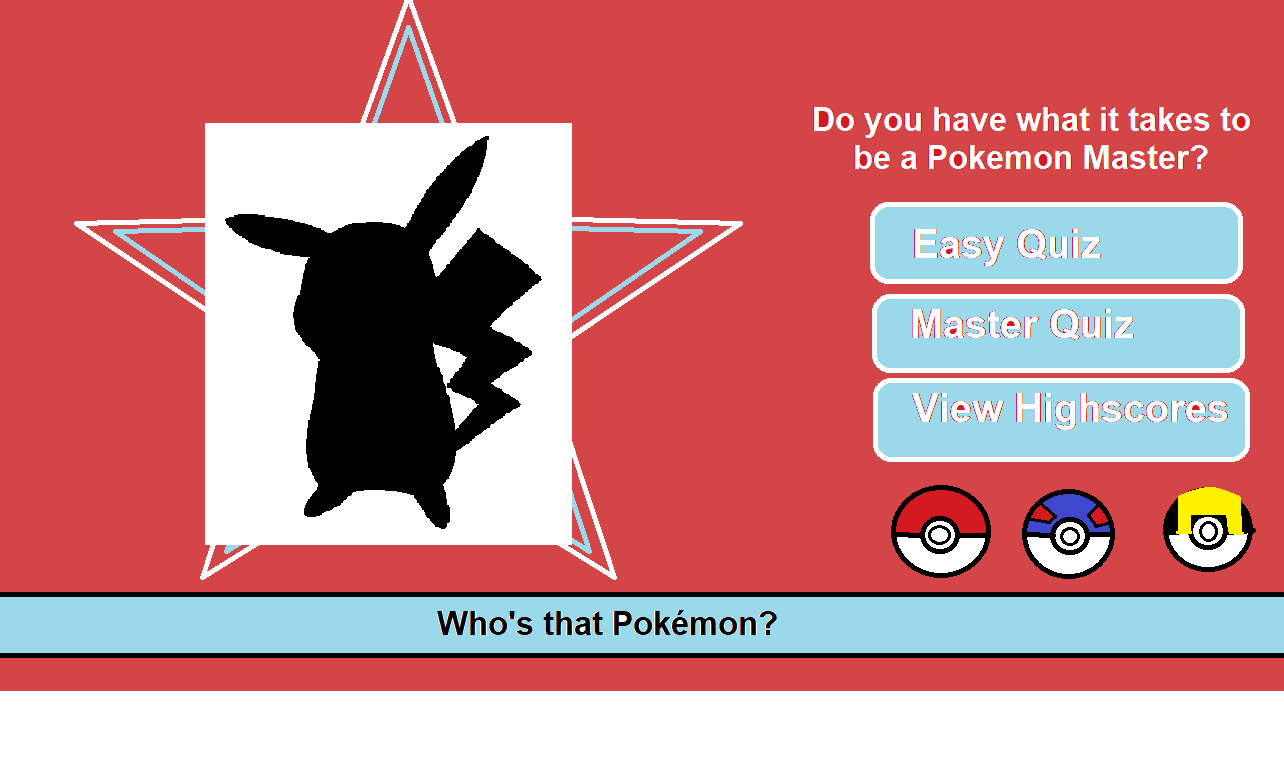 Do you have what it takes to
be a Pokemon Master?
Easy Quiz
Master Quiz
View Highscores
Who's that Pokémon?